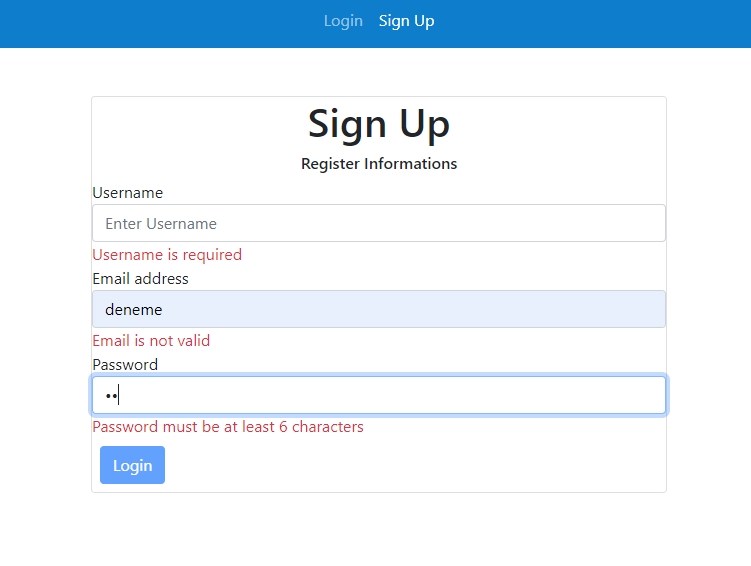 Login Sign Up
Sign Up
Register Informations
Username
Enter Username
Username is required
Email address
deneme
Email is not valid
Password
••
Password must be at least 6 characters
Login